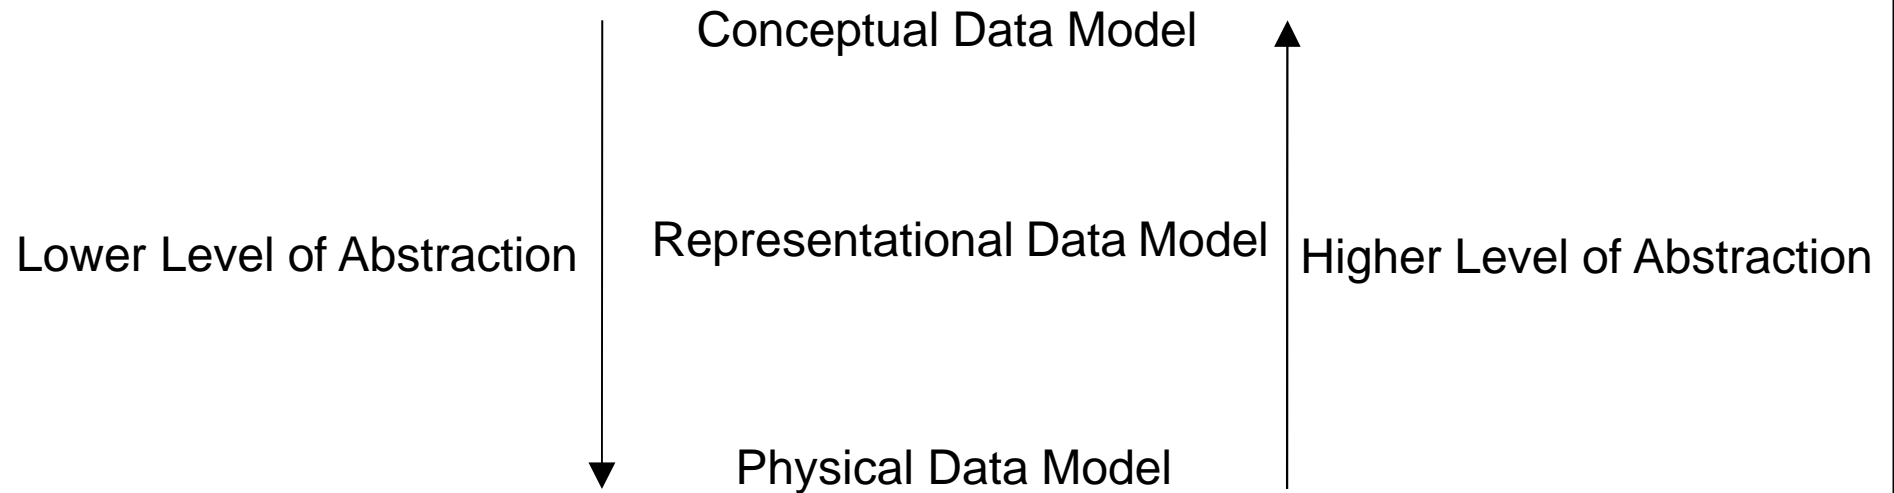 Conceptual Data Model
Lower Level of Abstraction
Representational Data Model
Higher Level of Abstraction
Physical Data Model